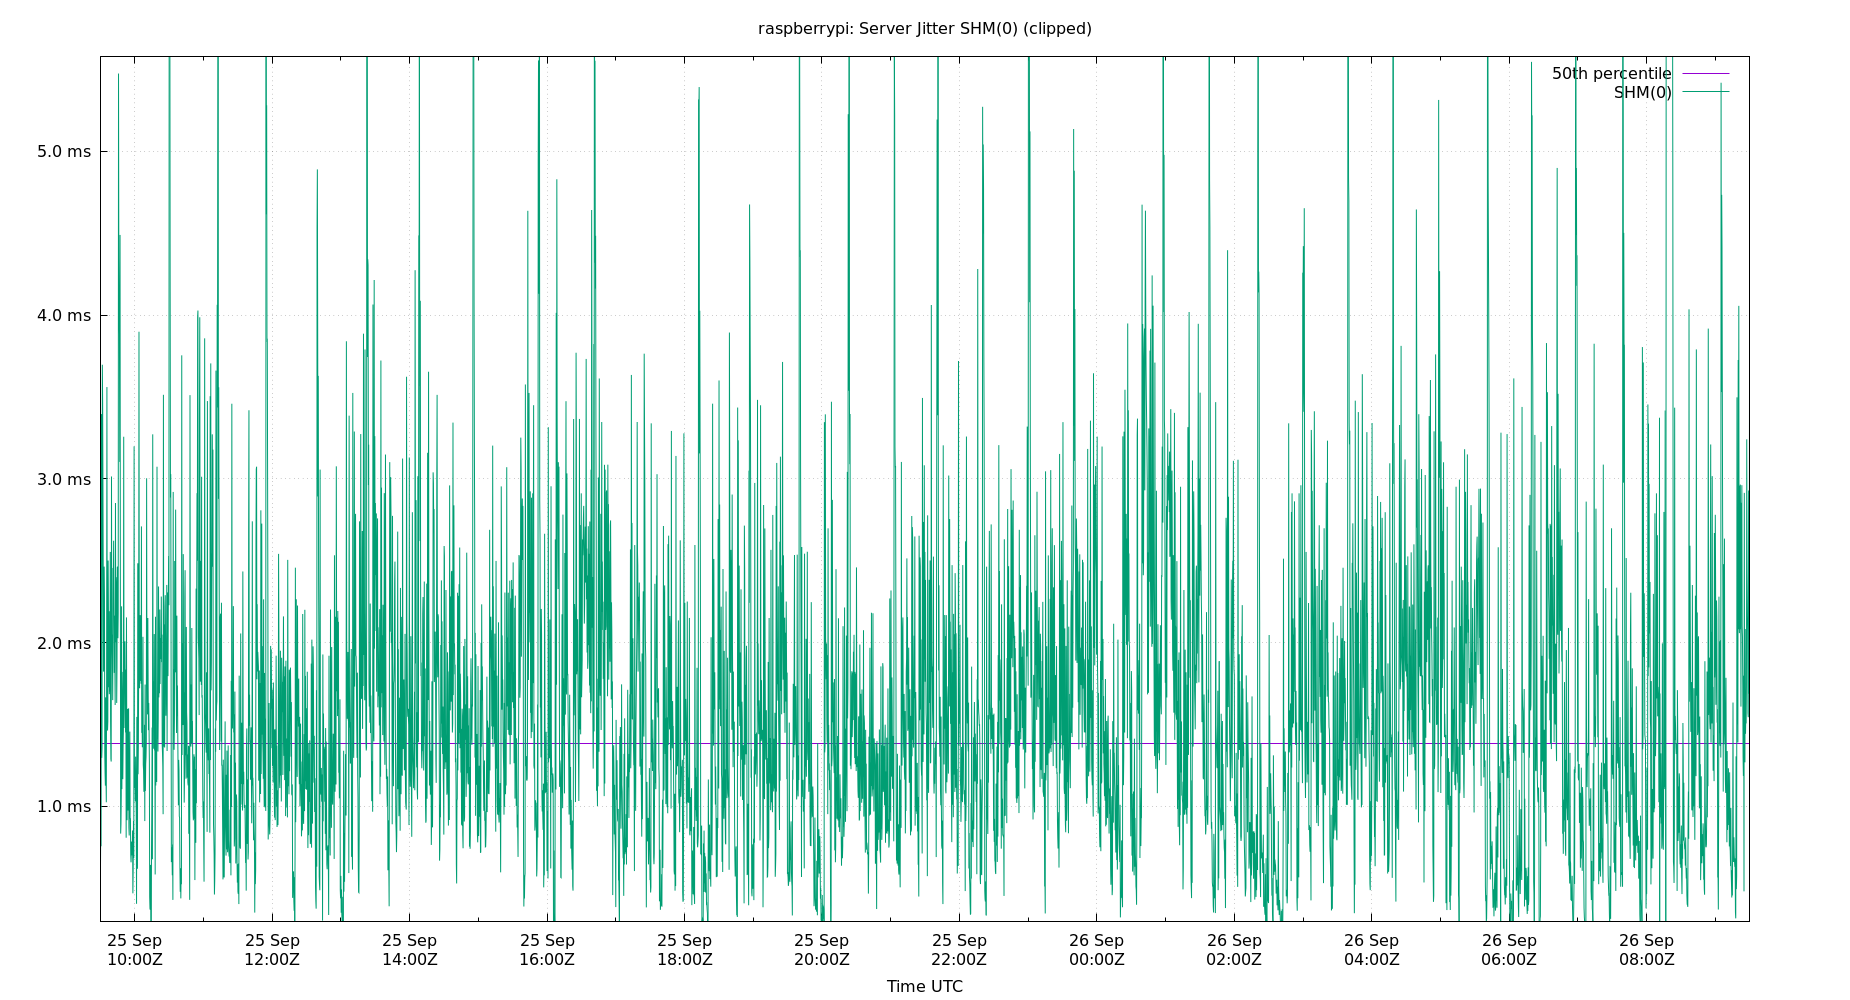 raspberrypi: Server Jitter SHM(0) (clipped)
50th percentile
SHM(0)
5.0 ms
4.0 ms
3.0 ms
2.0 ms
1.0 ms
25 Sep 25 Sep 25 Sep 25 Sep 25 Sep 25 Sep 25 Sep 26 Sep 26 Sep 26 Sep 26 Sep 26 Sep
10:00Z 12:00Z 14:00Z 16:00Z 18:00Z 20:00Z 22:00Z 00:00Z 02:00Z 04:00Z 06:00Z 08:00Z
Time UTC